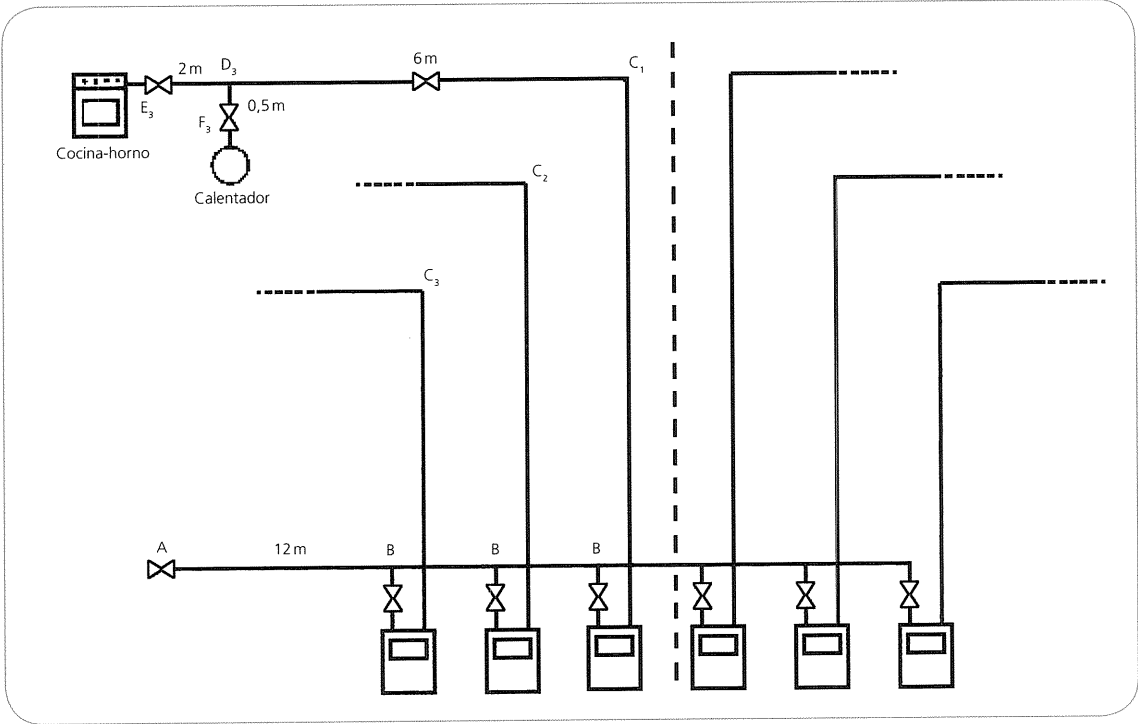 6 m
C₁
2 m
D₃
E₃
0,5 m
F₃
Cocina-horno
Calentador
C₂
C₃
A
12 m
B
B
B